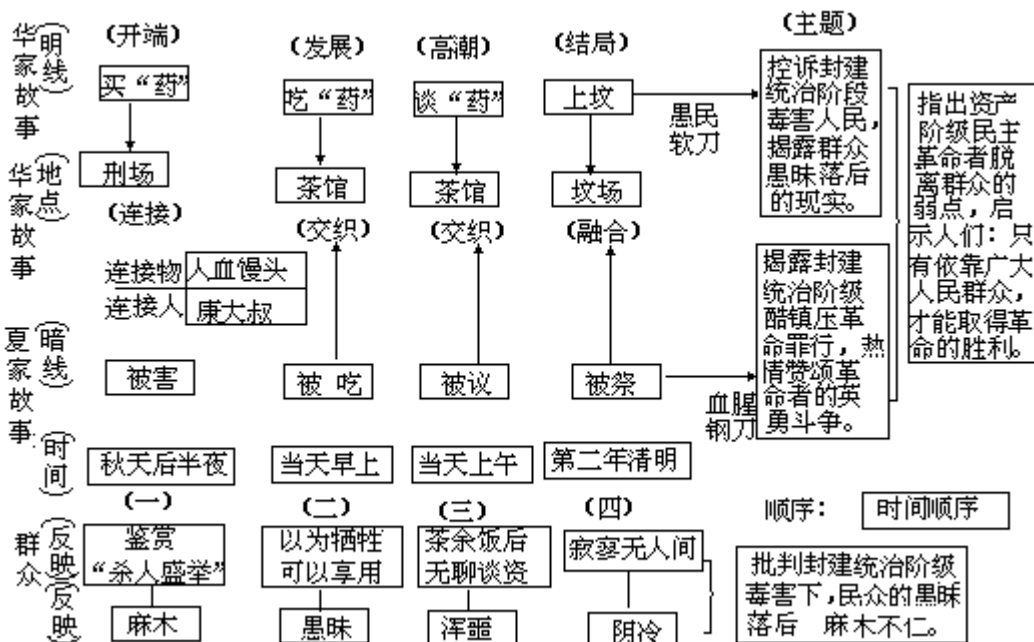 华家故事
(明线)
(开端)
(发展)
(高潮)
(结局)
(主题)
买“药”
吃“药”
谈“药”
上坟
愚民
软刀
控诉封建
统治阶段
毒害人民，
揭露群众
愚昧落后
的现实。
指出资产
阶级民主
革命者脱
离群众的
弱点，启
示人们：只
有依靠广大
人民群众，
才能取得革
命的胜利。
华家故事
(地点)
刑场
茶馆
茶馆
坟场
(连接)
(交织)
(交织)
(融合)
连接物
人血馒头
连接人
康大叔
揭露封建
统治阶级
酷镇压革
命罪行，热
情赞颂革
命者的英
勇斗争。
夏家故事
(暗线)
被害
被 吃
被议
被祭
血腥
钢刀
(时间)
秋天后半夜
当天早上
当天上午
第二年清明
(一)
(二)
(三)
(四)
顺序：
时间顺序
群众
(反映)
鉴赏
“杀人盛举”
以为牺牲
可以享用
茶余饭后
无聊谈资
寂寥无人间
(反映)
麻木
愚昧
浑噩
阴冷
批判封建统治阶级
毒害下，民众的黑昧
落后 麻木不仁。